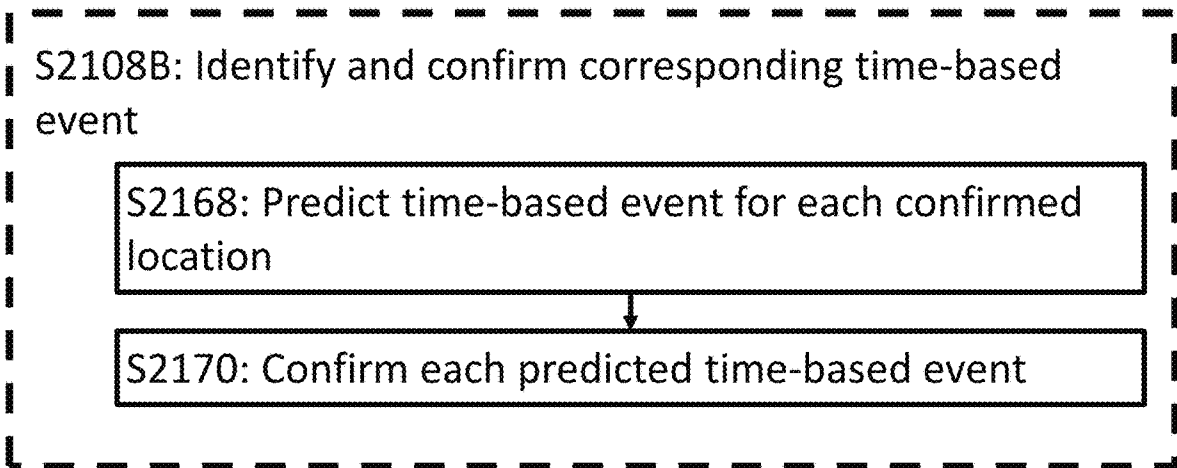 S2108B: Identify and confirm corresponding time-based
event
S2168: Predict time-based event for each confirmed
location
S2170: Confirm each predicted time-based event